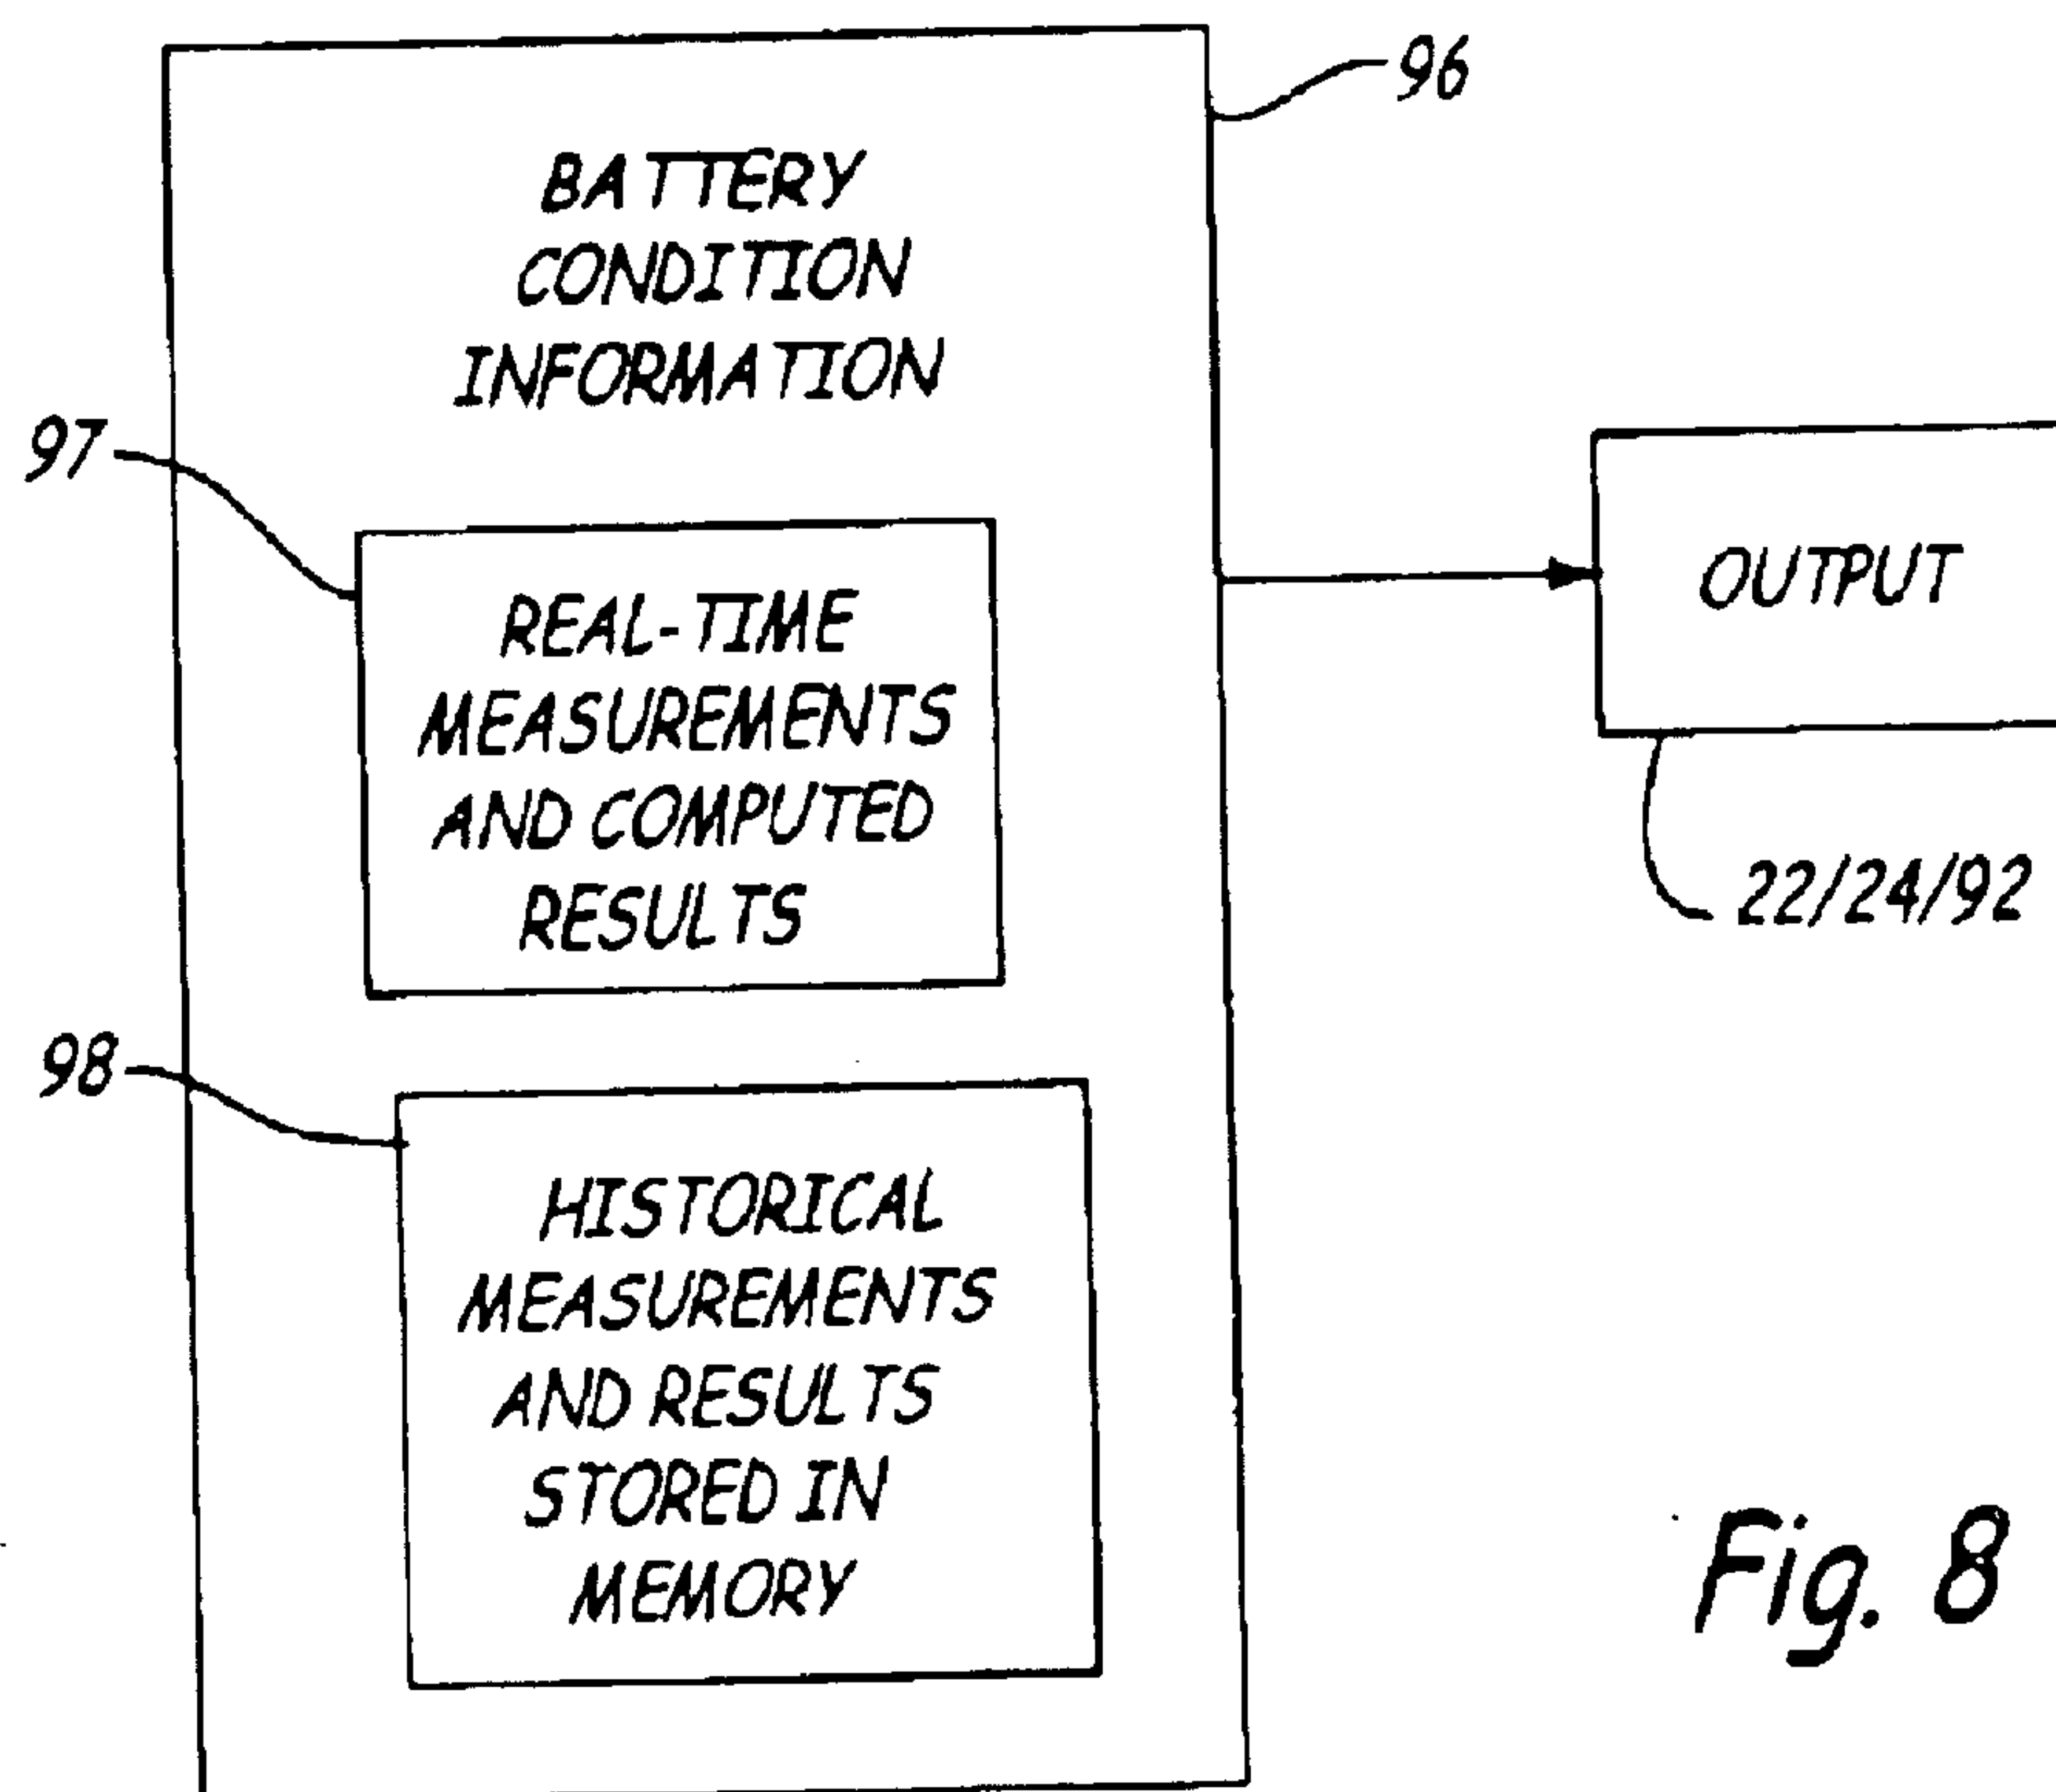 96
BATTERY
CONDITION
INFORMATION
97
REAL-TIME
MEASUREMENTS
AND COMPUTED
RESULTS
OUTPUT
22/24/92
98
HISTORICAL
MEASUREMENTS
AND RESULTS
STORED IN
MEMORY
Fig. 8